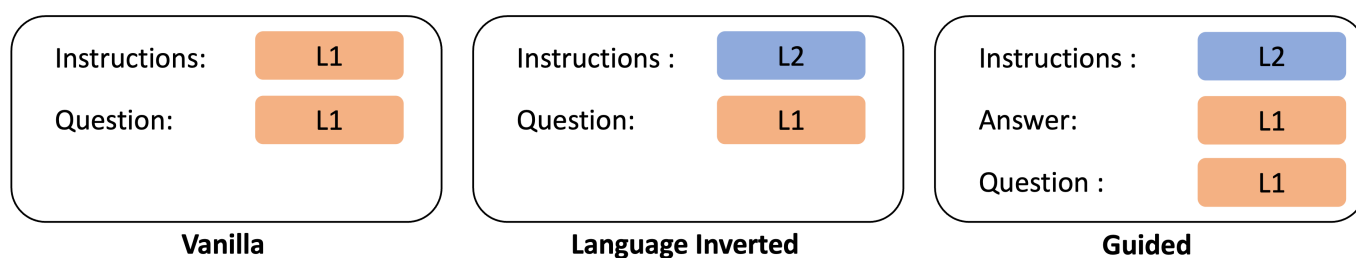 Instructions: L1
Question: L1
Vanilla
Instructions : L2
Question: L1
Language Inverted
Instructions : L2
Answer: L1
Question : L1
Guided